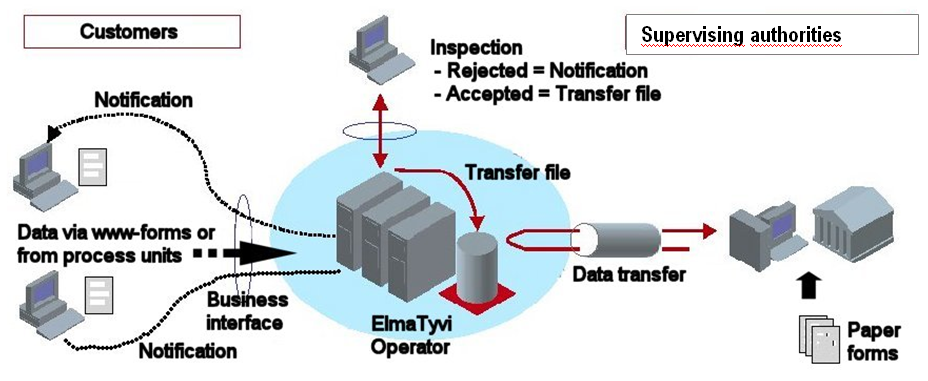 Customers
Supervising authorities
Inspection
- Rejected = Notification
- Accepted = Transfer file
Notification
Transfer file
Data via www-forms or
from process units
Data transfer
Business
interface
ElmaTyvi
Operator
Notification
Paper
forms